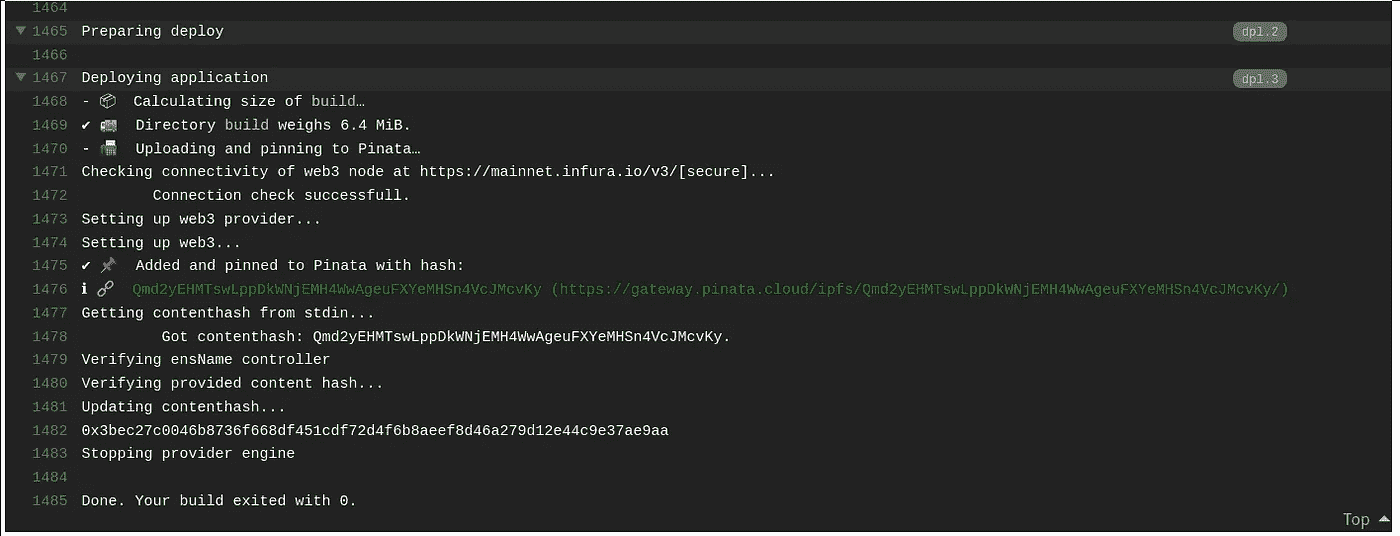 1464
1465 Preparing deploy dpl.2
1466
1467 Deploying application dpl.3
1468 - 📦 Calculating size of build…
1469 ✔ 🚚 Directory build weighs 6.4 MiB.
1470 - 📠 Uploading and pinning to Pinata…
1471 Checking connectivity of web3 node at https://mainnet.infura.io/v3/[secure]...
1472 Connection check successfull.
1473 Setting up web3 provider...
1474 Setting up web3...
1475 ✔ 📌 Added and pinned to Pinata with hash:
1476 ℹ 🔗 Qmd2yEHMTswLppDkWNjEMH4WwAgeuFXYeMHSn4VcJMcvKy (https://gateway.pinata.cloud/ipfs/Qmd2yEHMTswLppDkWNjEMH4WwAgeuFXYeMHSn4VcJMcvKy/)
1477 Getting contenthash from stdin...
1478 Got contenthash: Qmd2yEHMTswLppDkWNjEMH4WwAgeuFXYeMHSn4VcJMcvKy.
1479 Verifying ensName controller
1480 Verifying provided content hash...
1481 Updating contenthash...
1482 0x3bec27c0046b8736f668df451cdf72d4f6b8aeef8d46a279d12e44c9e37ae9aa
1483 Stopping provider engine
1484
1485 Done. Your build exited with 0.
Top